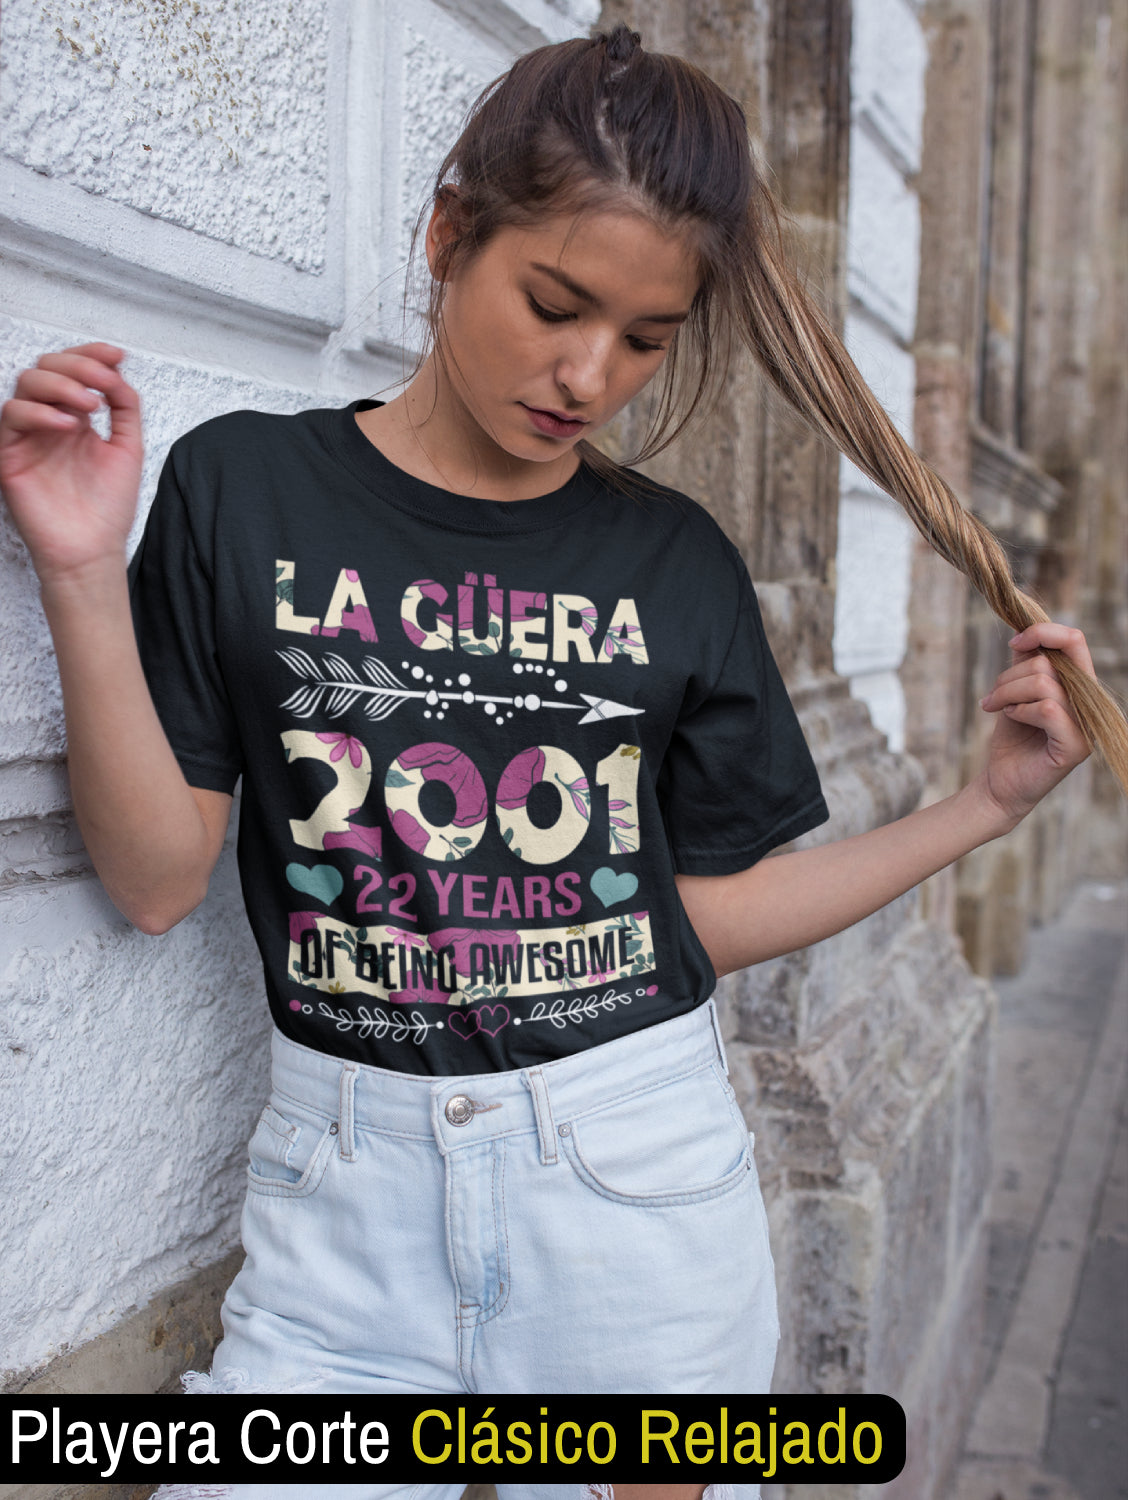 LA GÜERA
2001
22 YEARS
OF BEING AWESOME
Playera Corte Clásico Relajado